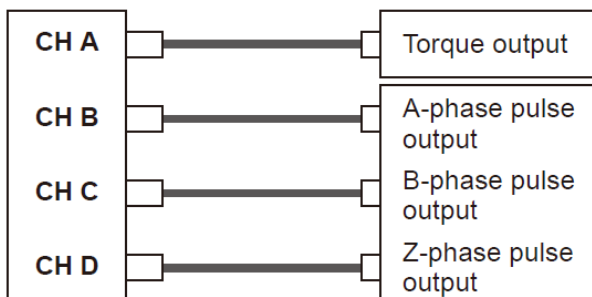 CH A
Torque output
CH B
A-phase pulse
output
CH C
B-phase pulse
output
CH D
Z-phase pulse
output